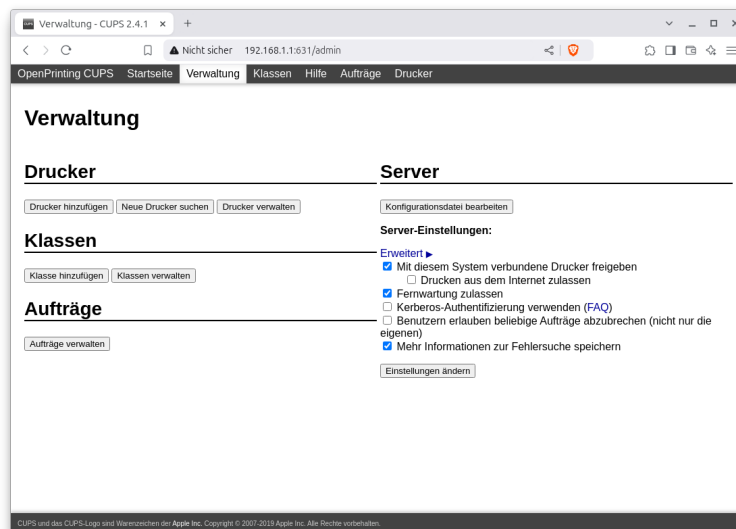 Verwaltung - CUPS 2.4.1
Nicht sicher 192.168.1.1:631/admin
OpenPrinting CUPS Startseite Verwaltung Klassen Hilfe Aufträge Drucker
Verwaltung
Drucker
Drucker hinzufügen Neue Drucker suchen Drucker verwalten
Klassen
Klasse hinzufügen Klassen verwalten
Aufträge
Aufträge verwalten
Server
Konfigurationsdatei bearbeiten
Server-Einstellungen:
Erweitert ▶
Mit diesem System verbundene Drucker freigeben
Drucken aus dem Internet zulassen
Fernwartung zulassen
Kerberos-Authentifizierung verwenden (FAQ)
Benutzern erlauben beliebige Aufträge abzubrechen (nicht nur die
eigenen)
Mehr Informationen zur Fehlersuche speichern
Einstellungen ändern
CUPS und das CUPS-Logo sind Warenzeichen der Apple Inc. Copyright © 2007-2019 Apple Inc. Alle Rechte vorbehalten.